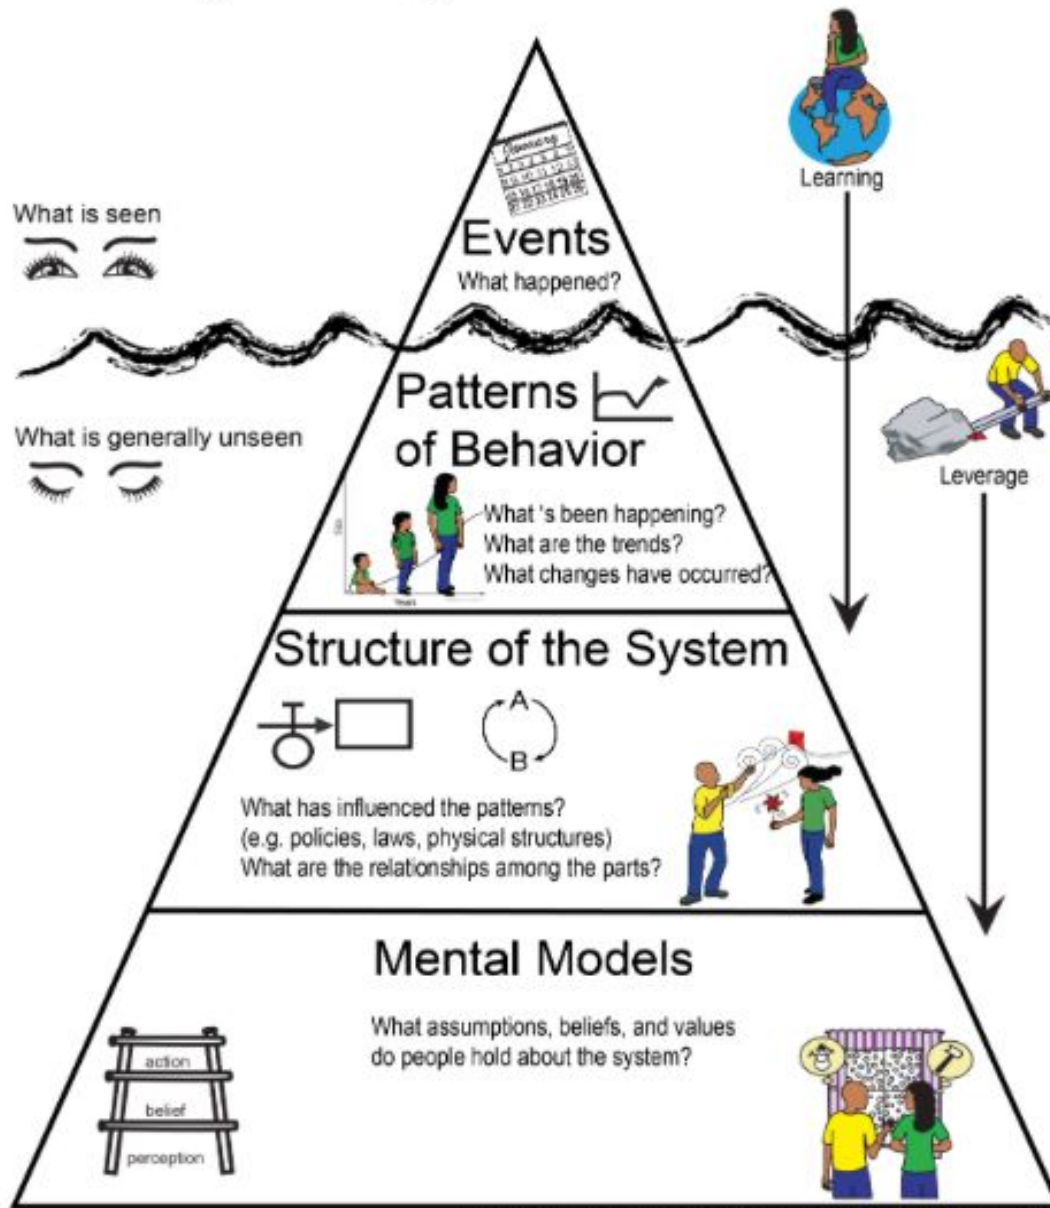 What is seen
Learning
Events
What happened?
What is generally unseen
Patterns
of Behavior
What 's been happening?
What are the trends?
What changes have occurred?
Leverage
Structure of the System
A
B
What has influenced the patterns?
(e.g. policies, laws, physical structures)
What are the relationships among the parts?
Mental Models
What assumptions, beliefs, and values
do people hold about the system?
action
belief
perception